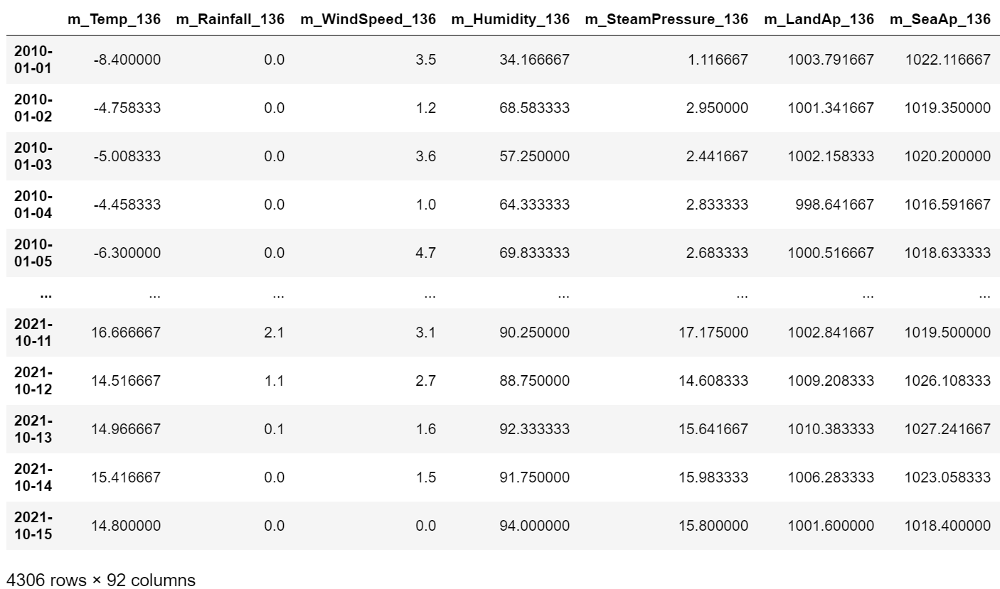 m_Temp_136 m_Rainfall_136 m_WindSpeed_136 m_Humidity_136 m_SteamPressure_136 m_LandAp_136 m_SeaAp_136
2010-
01-01 -8.400000 0.0 3.5 34.166667 1.116667 1003.791667 1022.116667
2010-
01-02 -4.758333 0.0 1.2 68.583333 2.950000 1001.341667 1019.350000
2010-
01-03 -5.008333 0.0 3.6 57.250000 2.441667 1002.158333 1020.200000
2010-
01-04 -4.458333 0.0 1.0 64.333333 2.833333 998.641667 1016.591667
2010-
01-05 -6.300000 0.0 4.7 69.833333 2.683333 1000.516667 1018.633333
... ... ... ... ... ... ... ...
2021-
10-11 16.666667 2.1 3.1 90.250000 17.175000 1002.841667 1019.500000
2021-
10-12 14.516667 1.1 2.7 88.750000 14.608333 1009.208333 1026.108333
2021-
10-13 14.966667 0.1 1.6 92.333333 15.641667 1010.383333 1027.241667
2021-
10-14 15.416667 0.0 1.5 91.750000 15.983333 1006.283333 1023.058333
2021-
10-15 14.800000 0.0 0.0 94.000000 15.800000 1001.600000 1018.400000
4306 rows × 92 columns